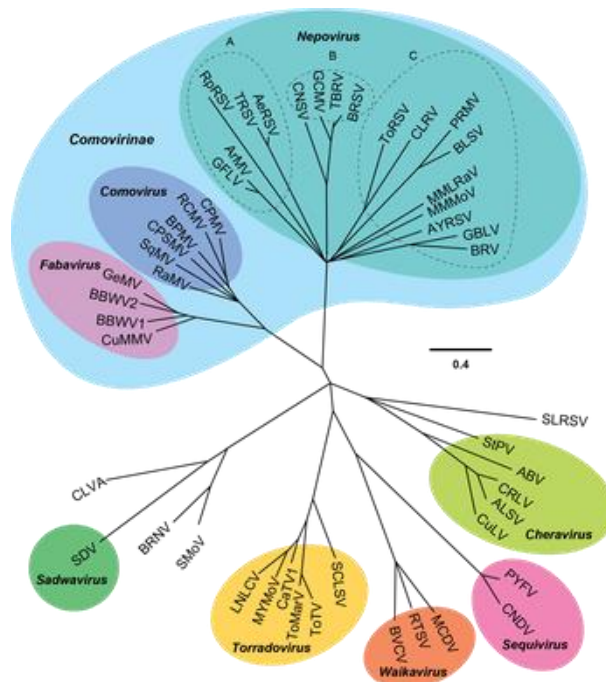 Nepovirus
A
B
C
RpRSV
TRSV
AeRSV
ArMV
GFLV
CNSV
GCMV
TBRV
BRSV
ToRSV
CLRV
PRMV
BLSV
MMLRaV
MMMoV
AYRSV
GBLV
BRV
Comovirinae
Comovirus
CPMV
RCMV
BPMV
CPSMV
SqMV
RaMV
Fabavirus
GeMV
BBWV2
BBWV1
CuMMV
0.4
SLRSV
StPV
ABV
CRLV
ALSV
CuLV
Cheravirus
CLVA
SDV
Sadwavirus
BRNV
SMoV
LNLCV
MYMoV
CaTV1
ToMarV
ToTV
SCLSV
Torradovirus
BVCV
RTSV
MCDV
Waikavirus
PYFV
CNDV
Sequivirus